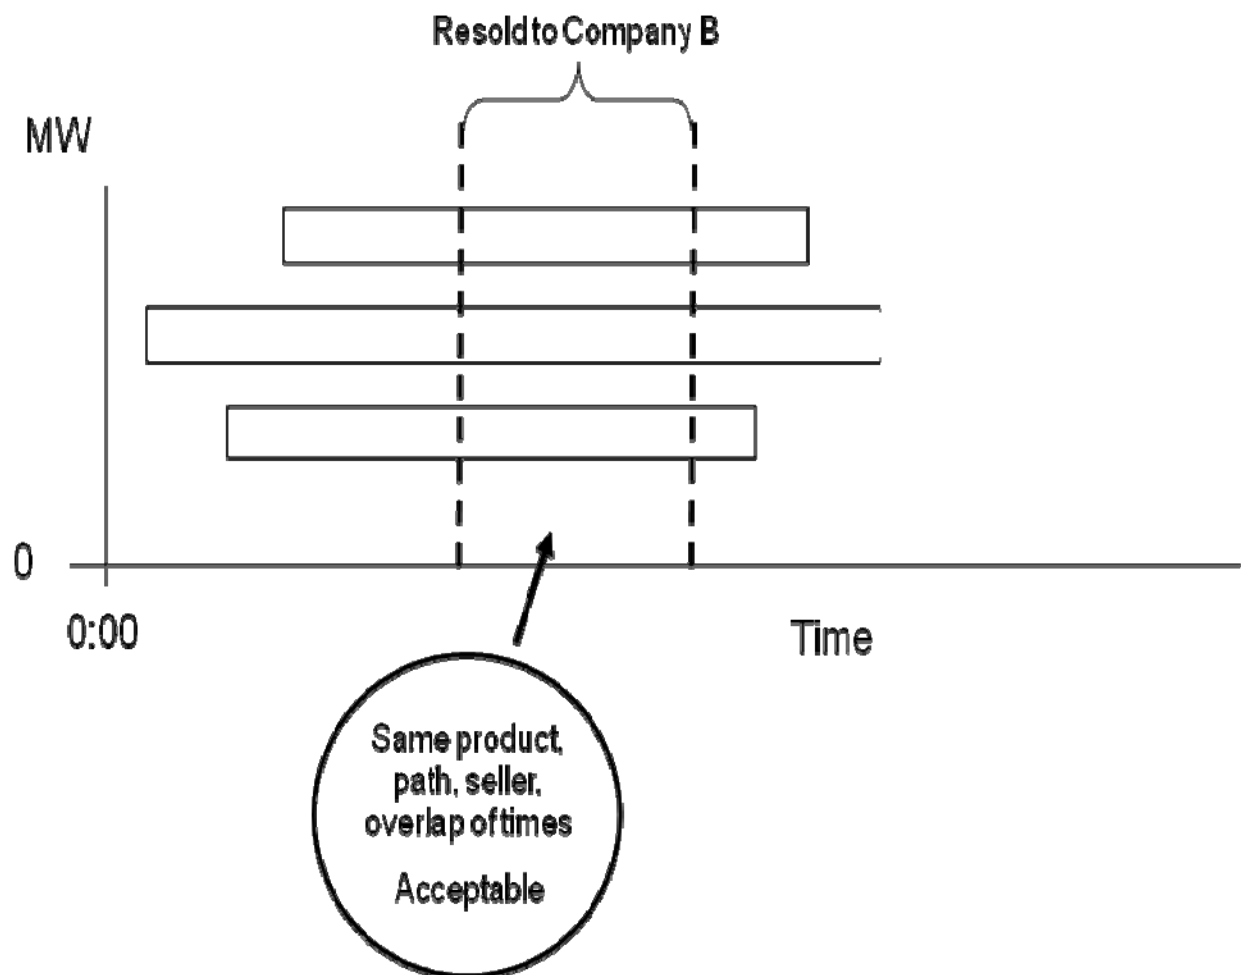 Resold to Company B
MW
0
0:00
Time
Same product,
path, seller,
overlap of times
Acceptable